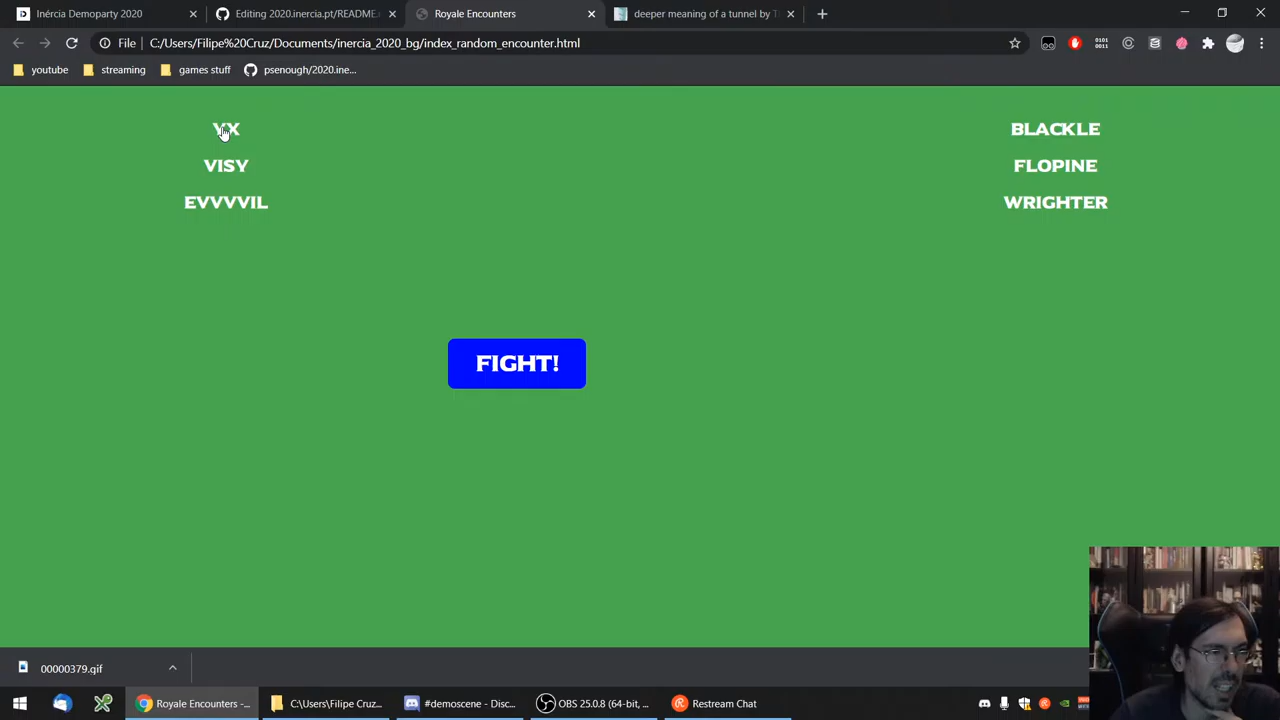 Inércia Demoparty 2020
Editing 2020.inercia.pt/README.
Royale Encounters
deeper meaning of a tunnel by T
File
C:/Users/Filipe%20Cruz/Documents/inercia_2020_bg/index_random_encounter.html
youtube
streaming
games stuff
psenough/2020.ine...
VISY
EVVVVIL
BLACKLE
FLOPINE
WRIGHTER
FIGHT!
00000379.gif
Royale Encounters -...
C:\Users\Filipe Cruz...
#demoscene - Disc...
OBS 25.0.8 (64-bit, ...
Restream Chat